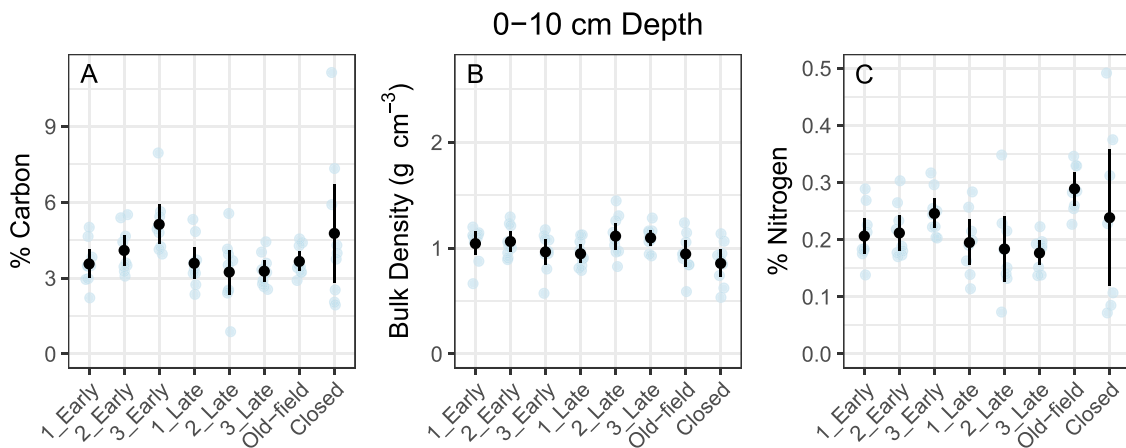 0−10 cm Depth
A
% Carbon
9
6
3
0
1_Early
2_Early
3_Early
1_Late
2_Late
3_Late
Old−field
Closed
B
Bulk Density (g cm−3)
2
1
0
1_Early
2_Early
3_Early
1_Late
2_Late
3_Late
Old−field
Closed
C
% Nitrogen
0.5
0.4
0.3
0.2
0.1
0.0
1_Early
2_Early
3_Early
1_Late
2_Late
3_Late
Old−field
Closed